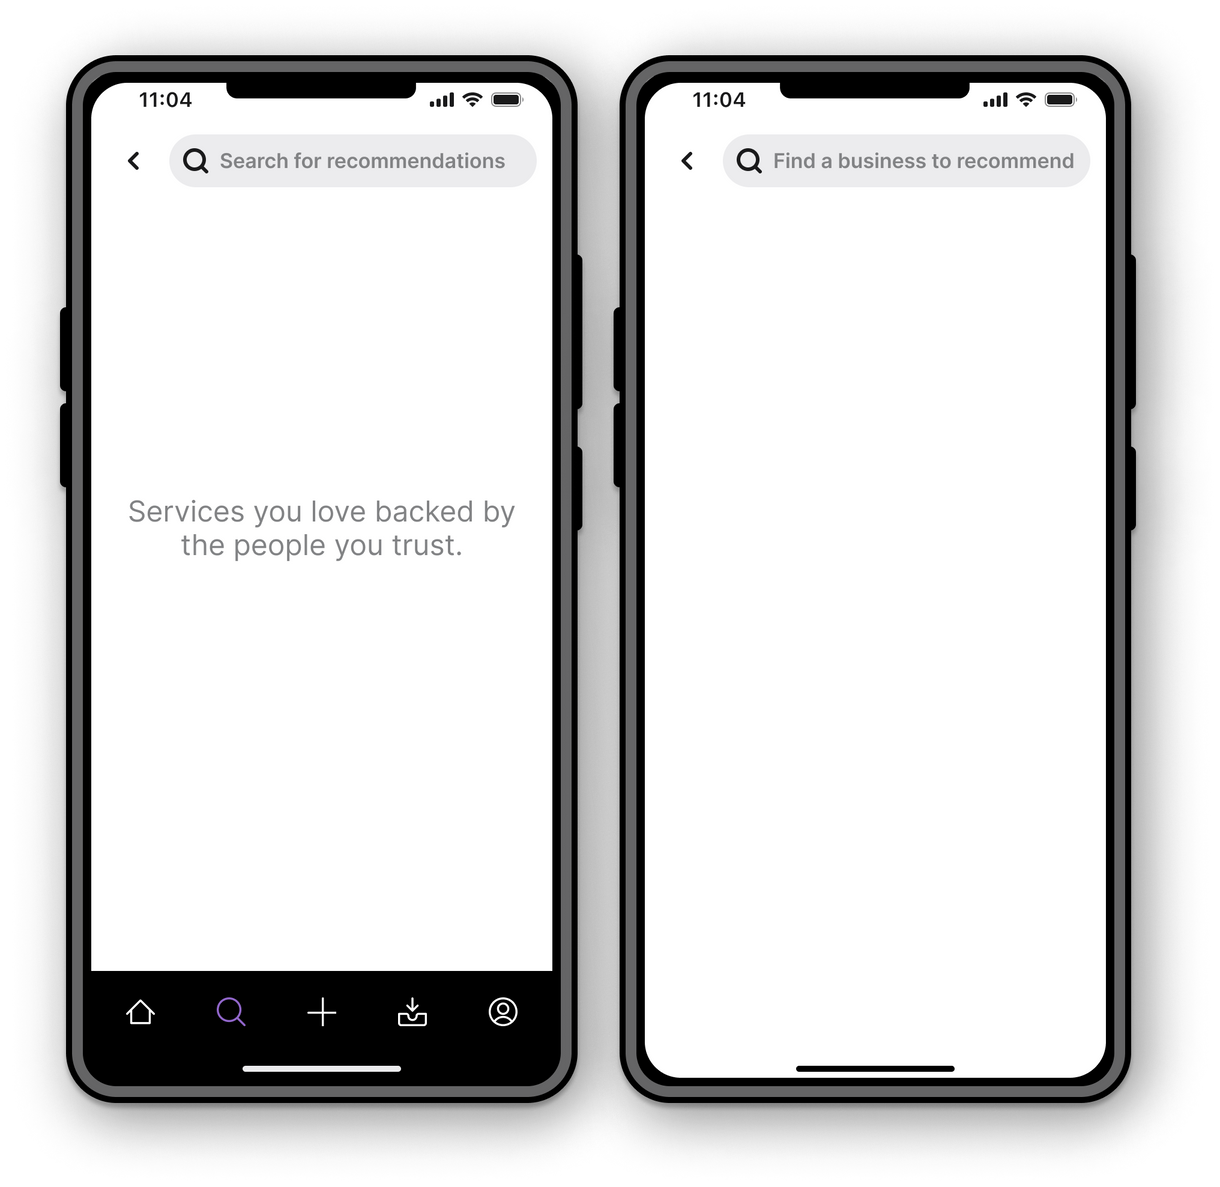 11:04
Search for recommendations
Services you love backed by
the people you trust.
11:04
Find a business to recommend